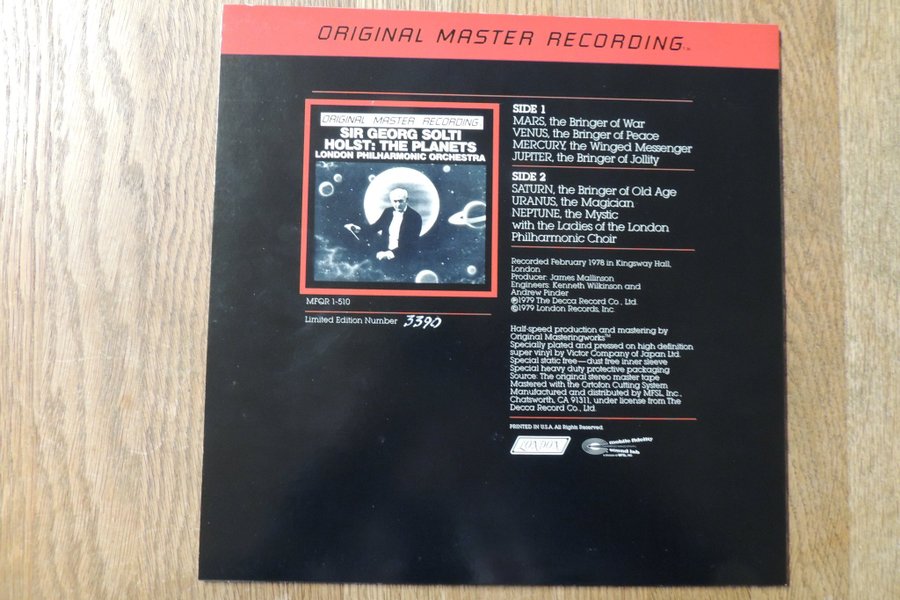 ORIGINAL MASTER RECORDING™
ORIGINAL MASTER RECORDING
SIR GEORG SOLTI
HOLST: THE PLANETS
LONDON PHILHARMONIC ORCHESTRA
MFQR 1-510
Limited Edition Number 3390
SIDE 1
MARS, the Bringer of War
VENUS, the Bringer of Peace
MERCURY, the Winged Messenger
JUPITER, the Bringer of Jollity
SIDE 2
SATURN, the Bringer of Old Age
URANUS, the Magician
NEPTUNE, the Mystic
with the Ladies of the London
Philharmonic Choir
Recorded February 1978 in Kingsway Hall,
London
Producer: James Mallinson
Engineers: Kenneth Wilkinson and
Andrew Pinder
℗1979 The Decca Record Co., Ltd.
©1979 London Records, Inc
Half-speed production and mastering by
Original Masteringworks™
Specially plated and pressed on high definition
super vinyl by Victor Company of Japan Ltd.
Special static free—dust free inner sleeve
Special heavy duty protective packaging
Source: The original stereo master tape
Mastered with the Ortofon Cutting System
Manufactured and distributed by MFSL, Inc.,
Chatsworth, CA 91311, under license from The
Decca Record Co., Ltd.
PRINTED IN U.S.A. All Rights Reserved.
LONDON
mobile fidelity
sound lab